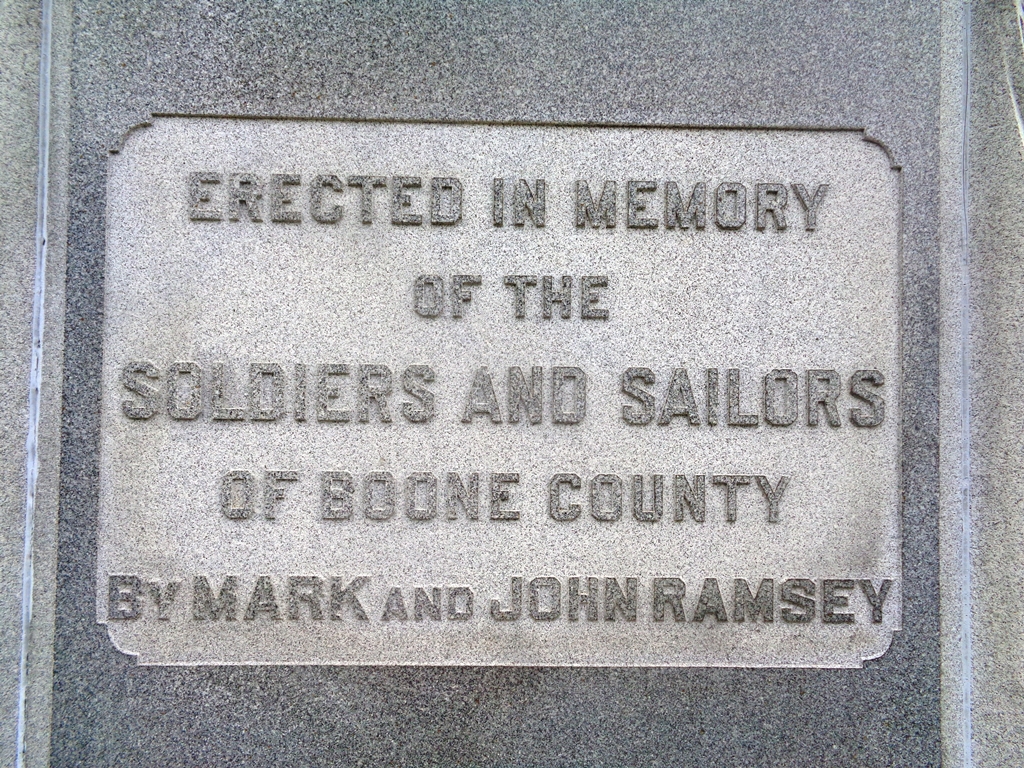 ERECTED IN MEMORY
OF THE
SOLDIERS AND SAILORS
OF BOONE COUNTY
BY MARK AND JOHN RAMSEY